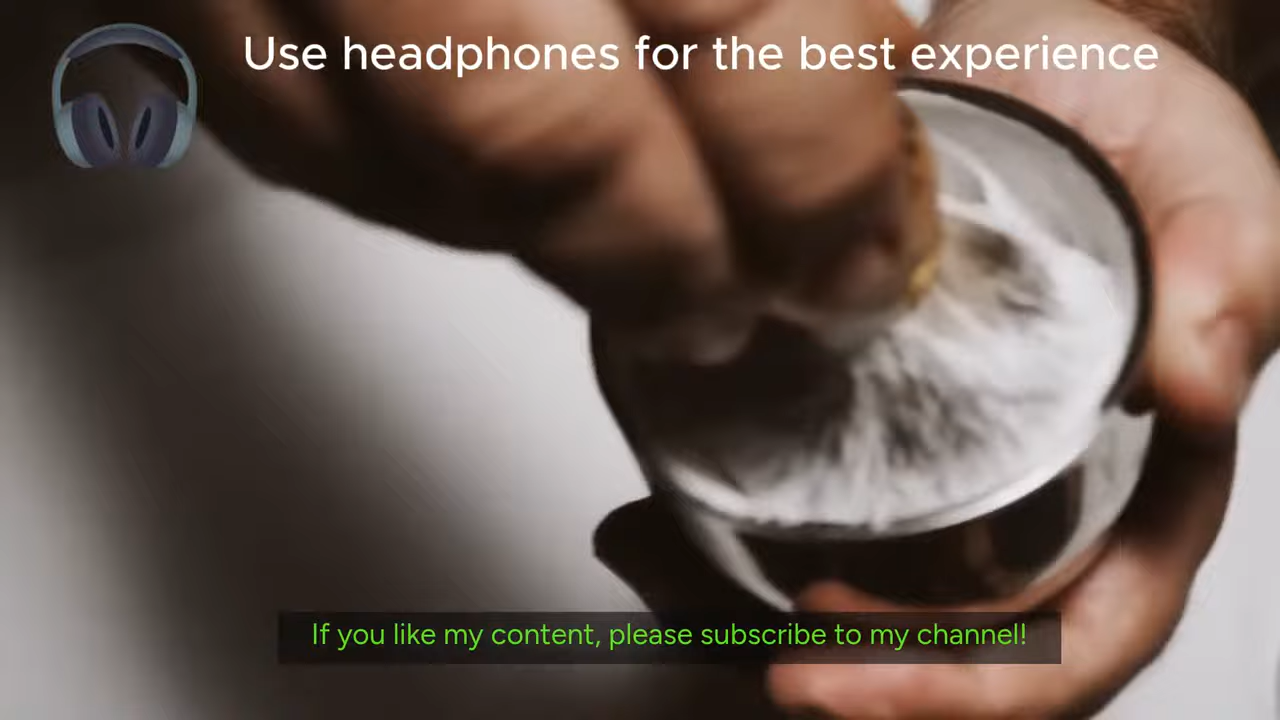 Use headphones for the best experience
If you like my content, please subscribe to my channel!